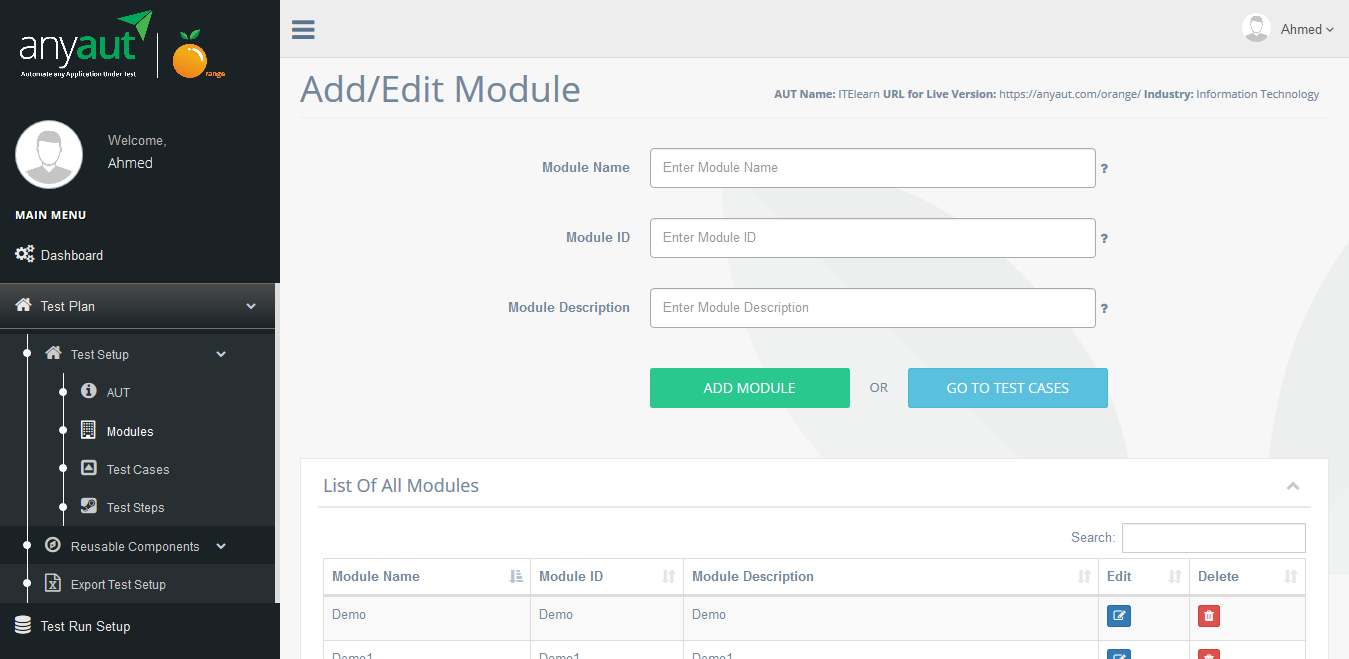 anyaut
Automate any Application Under Test
range
Ahmed
Welcome,
Ahmed
MAIN MENU
Dashboard
Test Plan
Test Setup
AUT
Modules
Test Cases
Test Steps
Reusable Components
Export Test Setup
Test Run Setup
Add/Edit Module
AUT Name: ITElearn URL for Live Version: https://anyaut.com/orange/ Industry: Information Technology
Module Name Enter Module Name ?
Module ID Enter Module ID ?
Module Description Enter Module Description ?
ADD MODULE OR GO TO TEST CASES
List Of All Modules
Search:
Module Name Module ID Module Description Edit Delete
Demo Demo Demo
Demo1 Demo1 Demo1